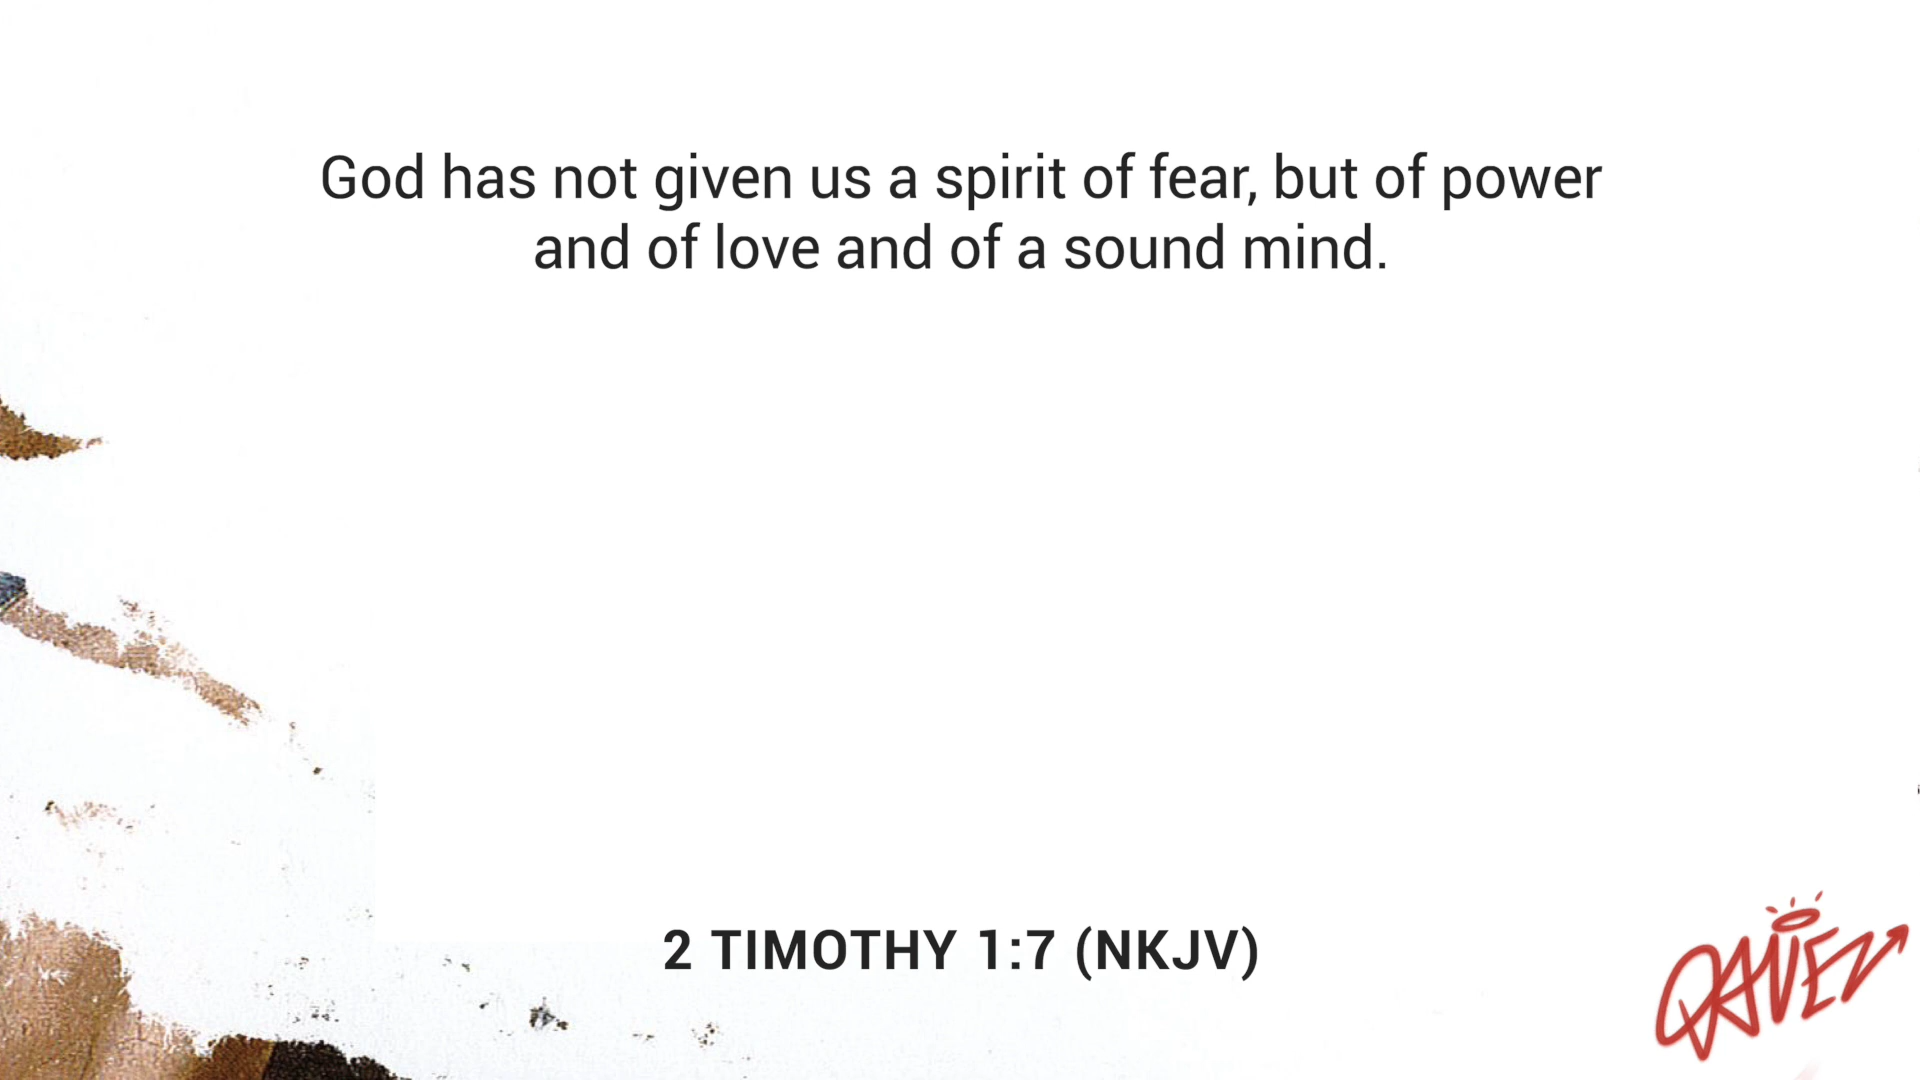 God has not given us a spirit of fear, but of power
and of love and of a sound mind.
2 TIMOTHY 1:7 (NKJV)